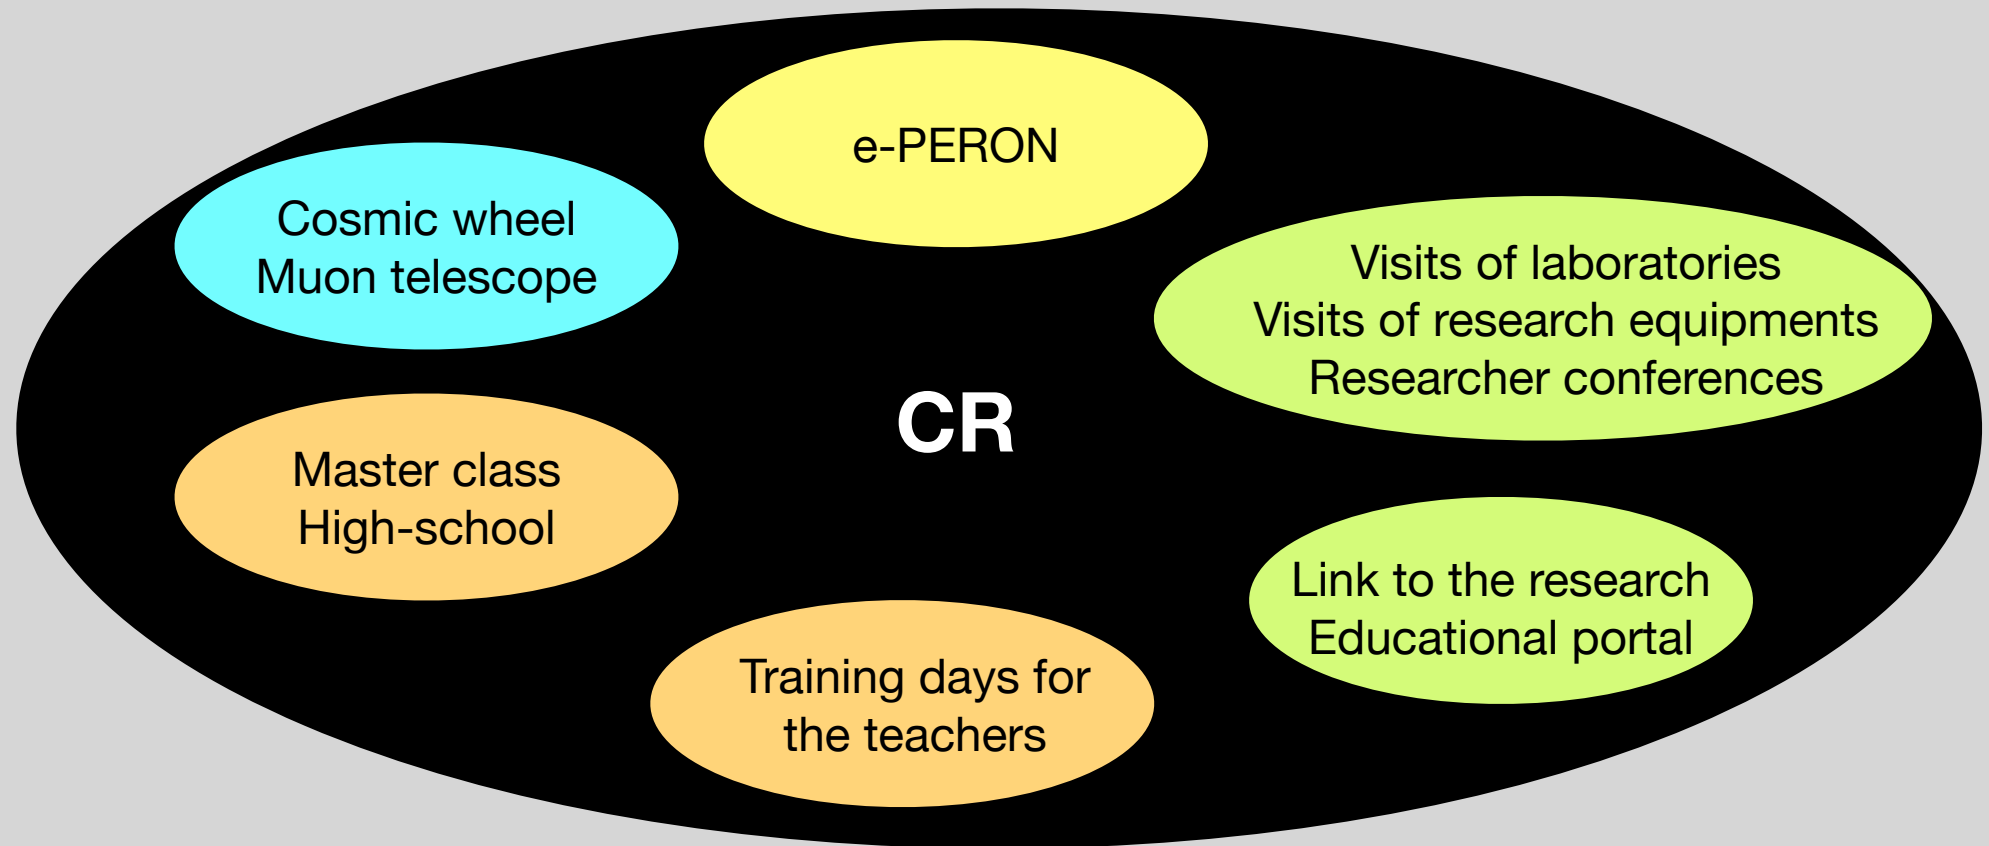 e-PERON
Cosmic wheel
Muon telescope
Visits of laboratories
Visits of research equipments
Researcher conferences
CR
Master class
High-school
Link to the research
Educational portal
Training days for
the teachers